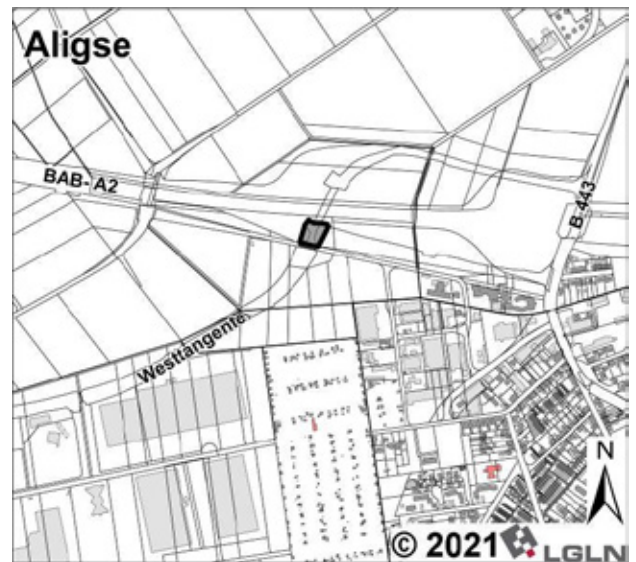 Aligse
BAB- A2
B 443
Westtangente
N
© 2021 LGLN